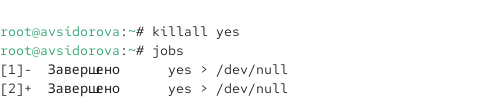 root@avsidorova:~# killall yes
root@avsidorova:~# jobs
[1]-  Завершено      yes > /dev/null
[2]+  Завершено      yes > /dev/null